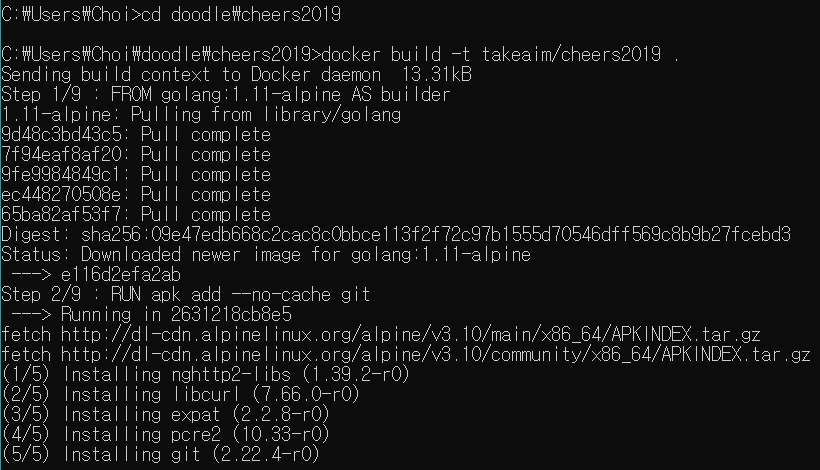 C:₩Users₩Choi>cd doodle₩cheers2019
C:₩Users₩Choi₩doodle₩cheers2019>docker build -t takeaim/cheers2019 .
Sending build context to Docker daemon  13.31kB
Step 1/9 : FROM golang:1.11-alpine AS builder
1.11-alpine: Pulling from library/golang
9d48c3bd43c5: Pull complete
7f94eaf8af20: Pull complete
9fe9984849c1: Pull complete
ec448270508e: Pull complete
65ba82af53f7: Pull complete
Digest: sha256:09e47edb668c2cac8c0bbce113f2f72c97b1555d70546dff569c8b9b27fcebd3
Status: Downloaded newer image for golang:1.11-alpine
 ---> e116d2efa2ab
Step 2/9 : RUN apk add --no-cache git
 ---> Running in 2631218cb8e5
fetch http://dl-cdn.alpinelinux.org/alpine/v3.10/main/x86_64/APKINDEX.tar.gz
fetch http://dl-cdn.alpinelinux.org/alpine/v3.10/community/x86_64/APKINDEX.tar.gz
(1/5) Installing nghttp2-libs (1.39.2-r0)
(2/5) Installing libcurl (7.66.0-r0)
(3/5) Installing expat (2.2.8-r0)
(4/5) Installing pcre2 (10.33-r0)
(5/5) Installing git (2.22.4-r0)